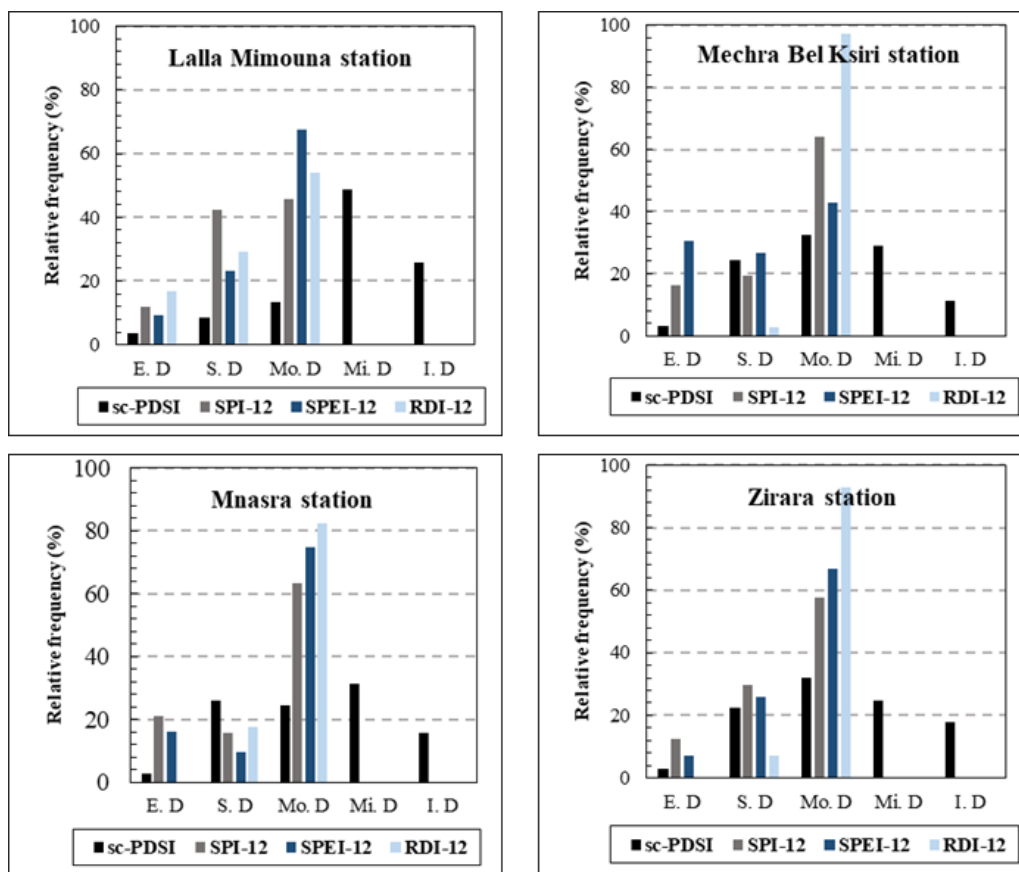 Lalla Mimouna station
Relative frequency (%)
100
80
60
40
20
0
E. D S. D Mo. D Mi. D I. D
sc-PDSI SPI-12 SPEI-12 RDI-12
Mechra Bel Ksiri station
Relative frequency (%)
100
80
60
40
20
0
E. D S. D Mo. D Mi. D I. D
sc-PDSI SPI-12 SPEI-12 RDI-12
Mnasra station
Relative frequency (%)
100
80
60
40
20
0
E. D S. D Mo. D Mi. D I. D
sc-PDSI SPI-12 SPEI-12 RDI-12
Zirara station
Relative frequency (%)
100
80
60
40
20
0
E. D S. D Mo. D Mi. D I. D
sc-PDSI SPI-12 SPEI-12 RDI-12